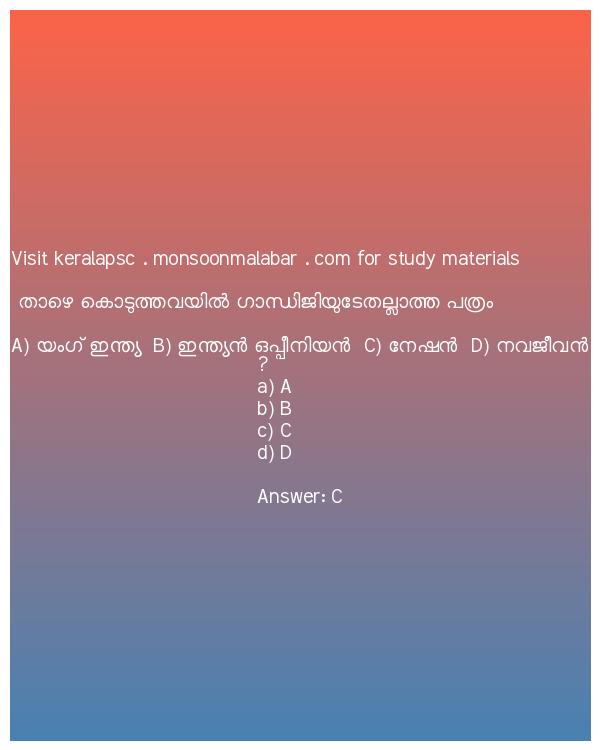 Visit keralapsc . monsoonmalabar . com for study materials
താഴെ കൊടുത്തവയിൽ ഗാന്ധിജിയുടേതല്ലാത്ത പത്രം
A) യംഗ് ഇന്ത്യ B) ഇന്ത്യൻ ഒപ്പീനിയൻ C) നേഷൻ D) നവജീവൻ
?
a) A
b) B
c) C
d) D
Answer: C